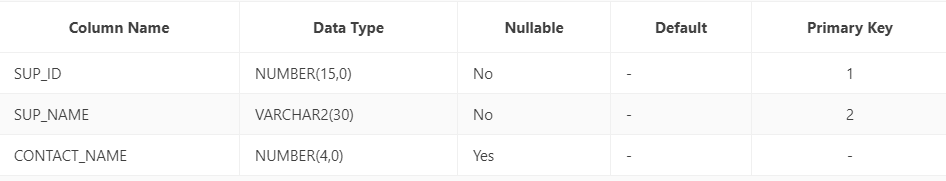 Column Name Data Type Nullable Default Primary Key
SUP_ID NUMBER(15,0) No - 1
SUP_NAME VARCHAR2(30) No - 2
CONTACT_NAME NUMBER(4,0) Yes - -